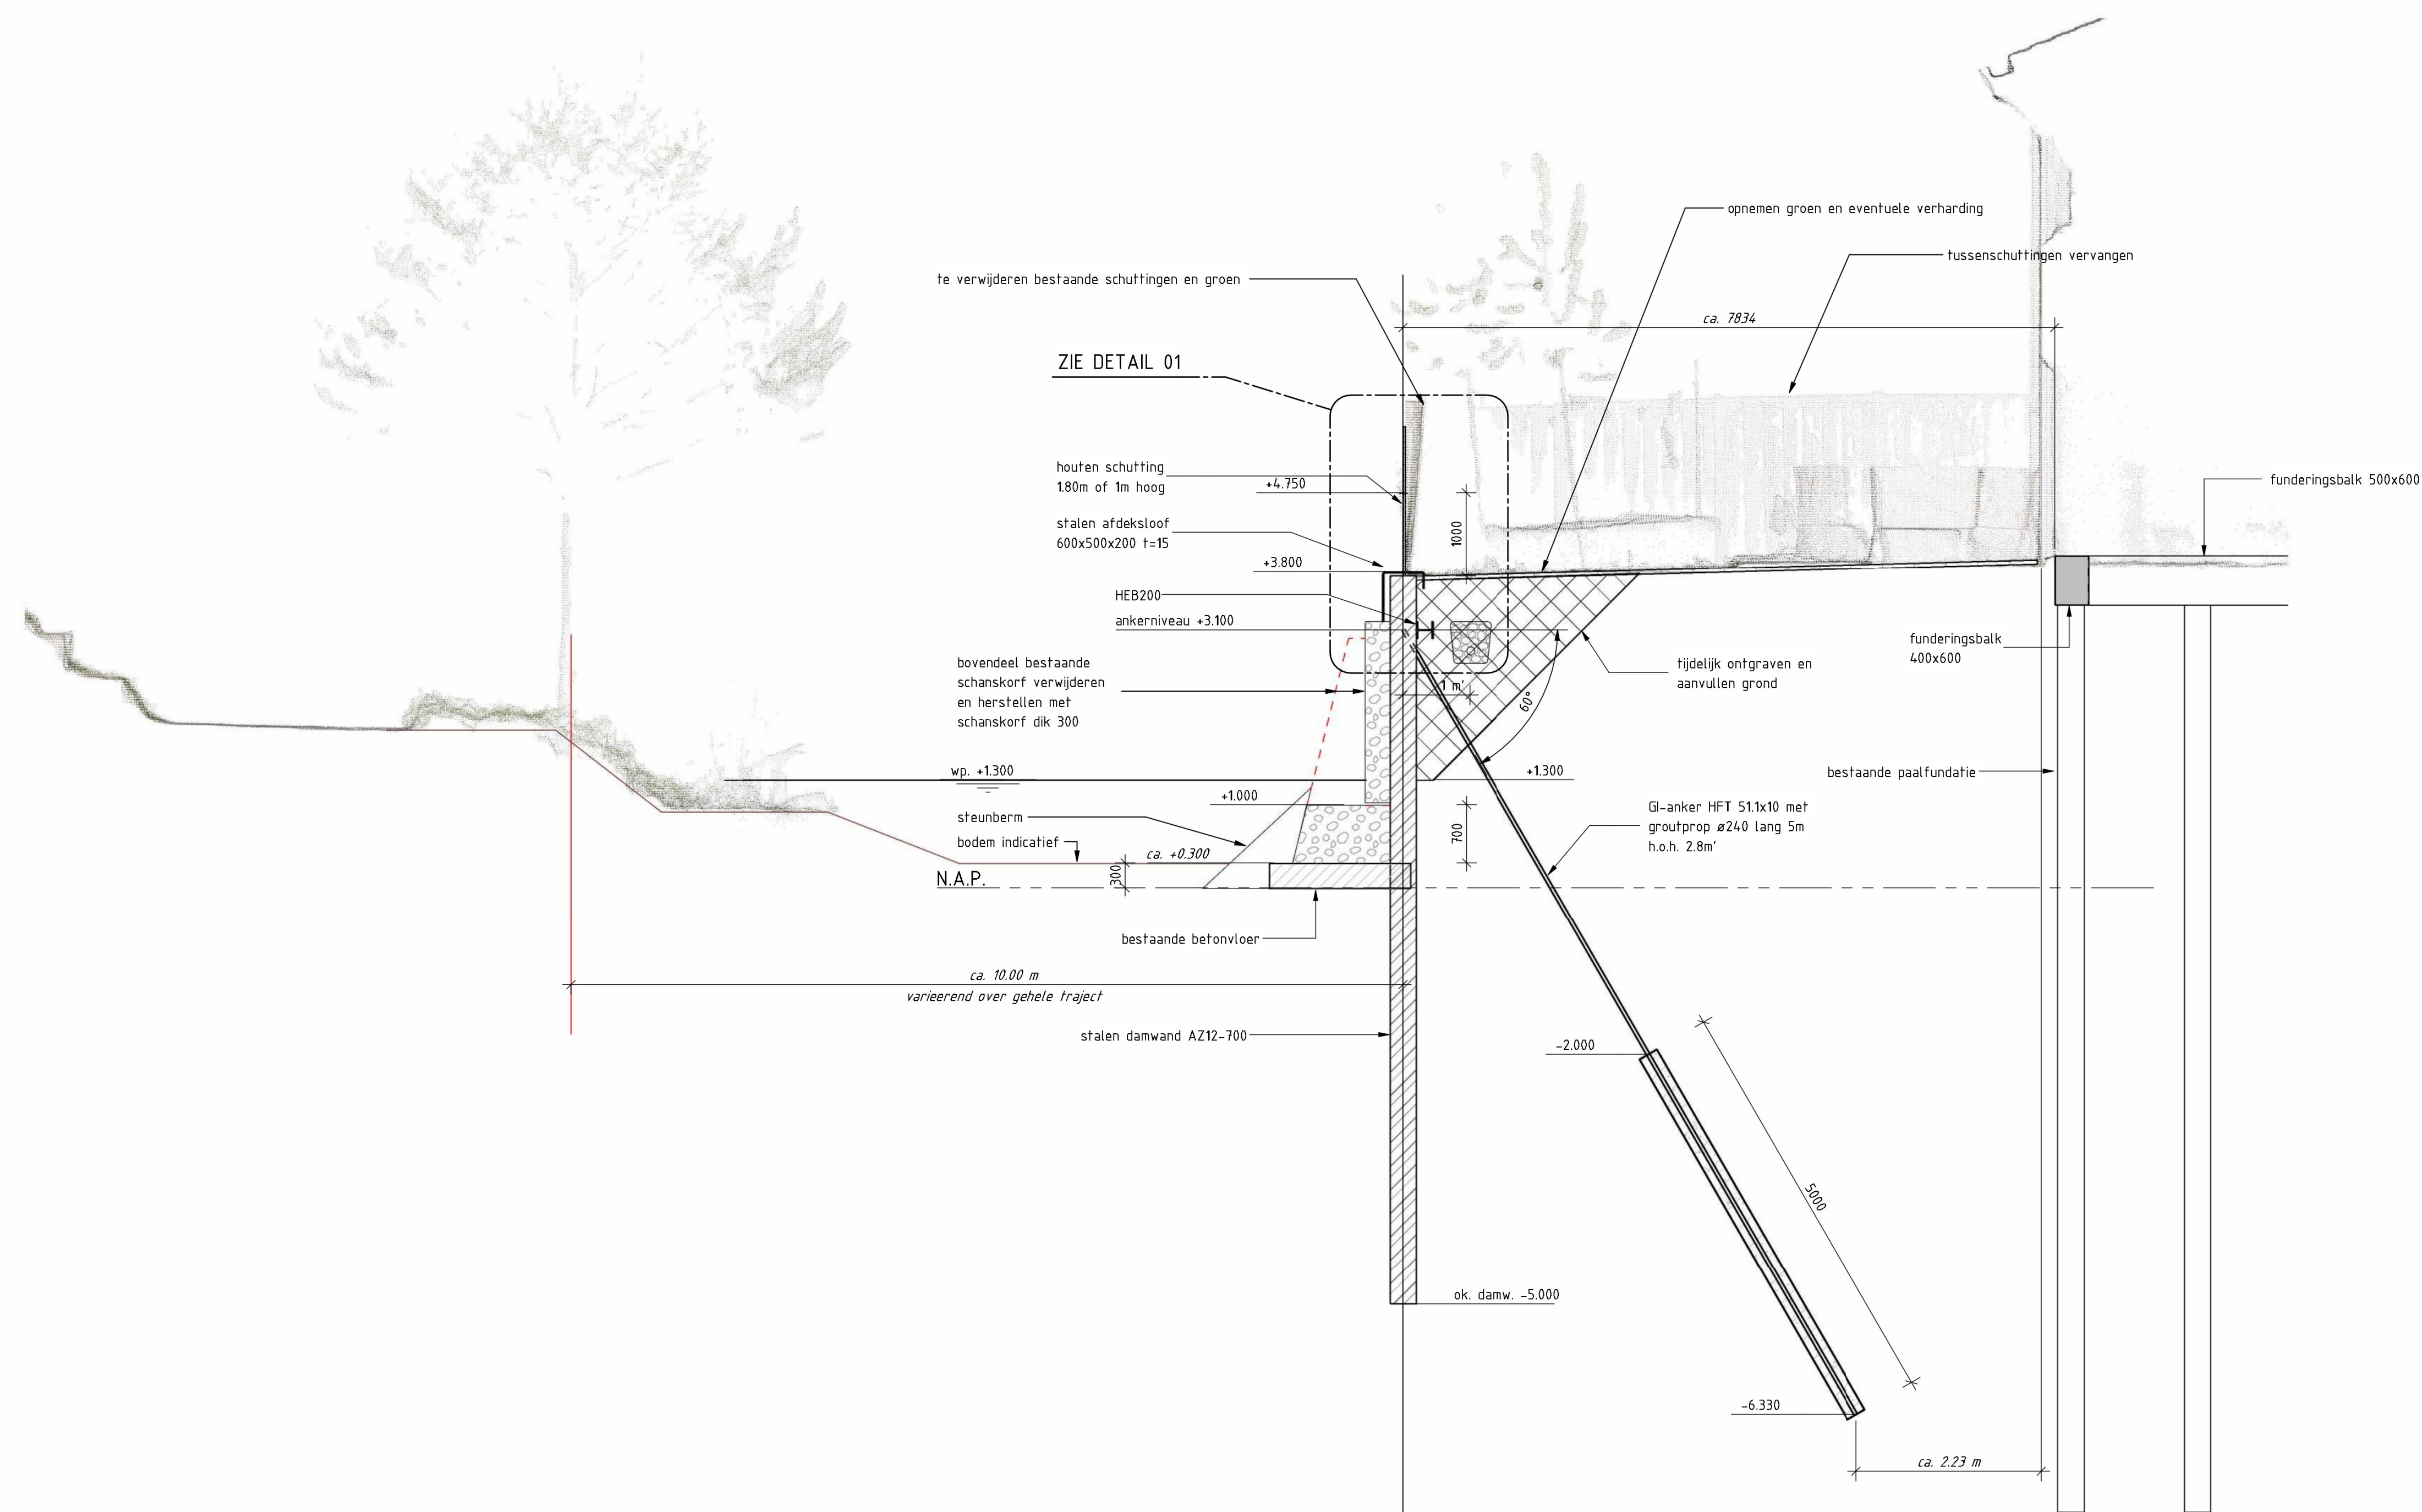 opnemen groen en eventuele verharding
tussenschuttingen vervangen
te verwijderen bestaande schuttingen en groen
ca. 7834
ZIE DETAIL 01
houten schutting
1.80m of 1m hoog
+4.750
funderingsbalk 500x600
stalen afdeksloof
600x500x200 t=15
1000
+3.800
HEB200
ankerniveau +3.100
funderingsbalk
400x600
bovendeel bestaande
schanskorf verwijderen
en herstellen met
schanskorf dik 300
tijdelijk ontgraven en
aanvullen grond
1 m'
60°
wp. +1.300
+1.300
bestaande paalfundatie
+1.000
steunberm
GI-anker HFT 51.1x10 met
groutprop ø240 lang 5m
h.o.h. 2.8m'
700
bodem indicatief
ca. +0.300
300
N.A.P.
bestaande betonvloer
ca. 10.00 m
varieerend over gehele traject
stalen damwand AZ12-700
-2.000
5000
ok. damw. -5.000
-6.330
ca. 2.23 m